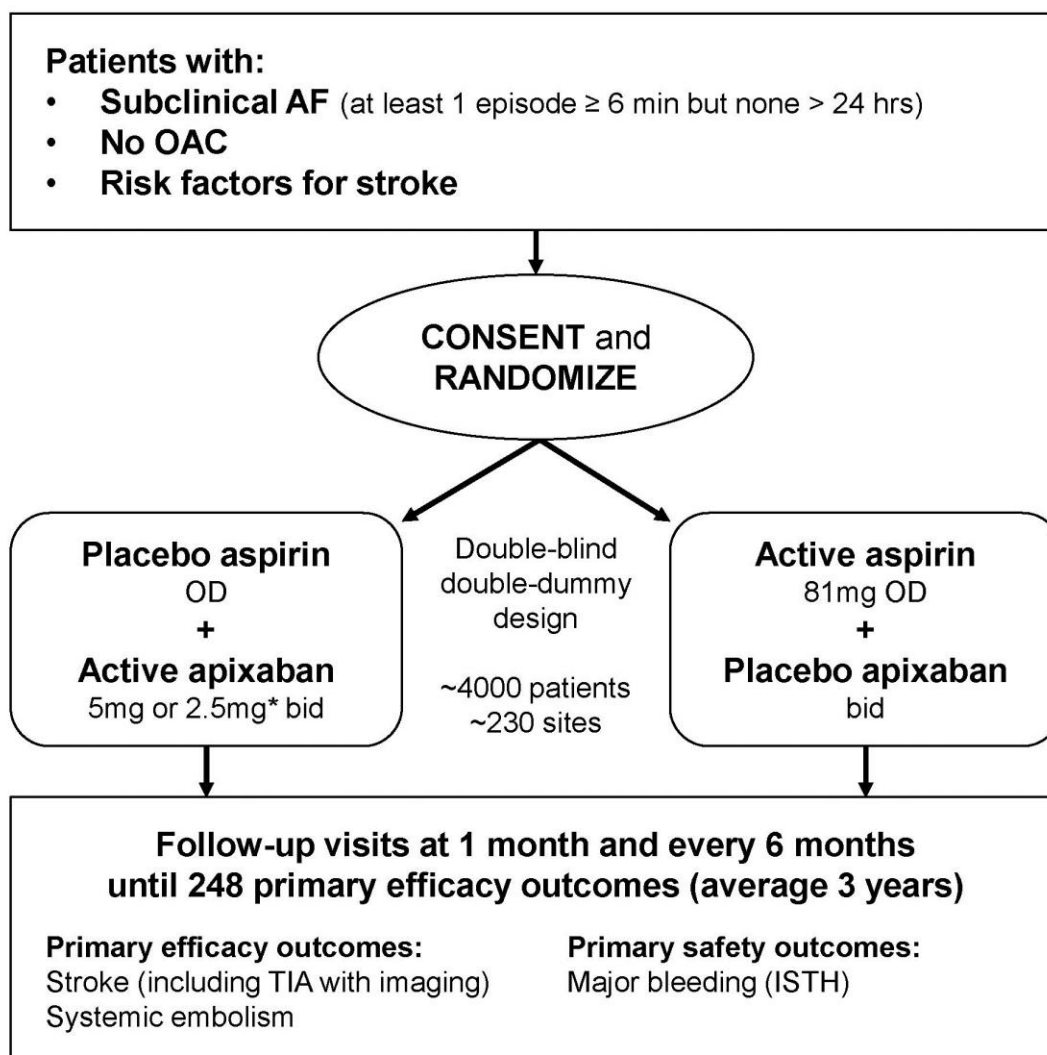 Patients with:
• Subclinical AF (at least 1 episode ≥ 6 min but none > 24 hrs)
• No OAC
• Risk factors for stroke
CONSENT and
RANDOMIZE
Placebo aspirin
OD
+
Active apixaban
5mg or 2.5mg* bid
Double-blind
double-dummy
design
~4000 patients
~230 sites
Active aspirin
81mg OD
+
Placebo apixaban
bid
Follow-up visits at 1 month and every 6 months
until 248 primary efficacy outcomes (average 3 years)
Primary efficacy outcomes:
Stroke (including TIA with imaging)
Systemic embolism
Primary safety outcomes:
Major bleeding (ISTH)